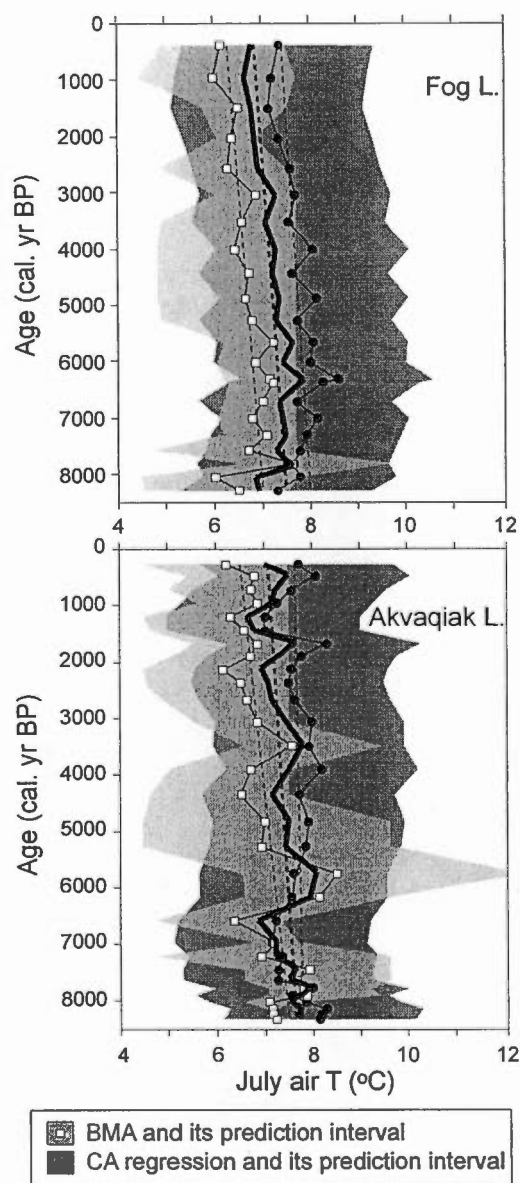 0
1000
2000
3000
4000
5000
6000
7000
8000
Age (cal. yr BP)
Fog L.
4 6 8 10 12
0
1000
2000
3000
4000
5000
6000
7000
8000
Age (cal. yr BP)
Akvaqiak L.
4 6 8 10 12
July air T (ºC)
BMA and its prediction interval
CA regression and its prediction interval